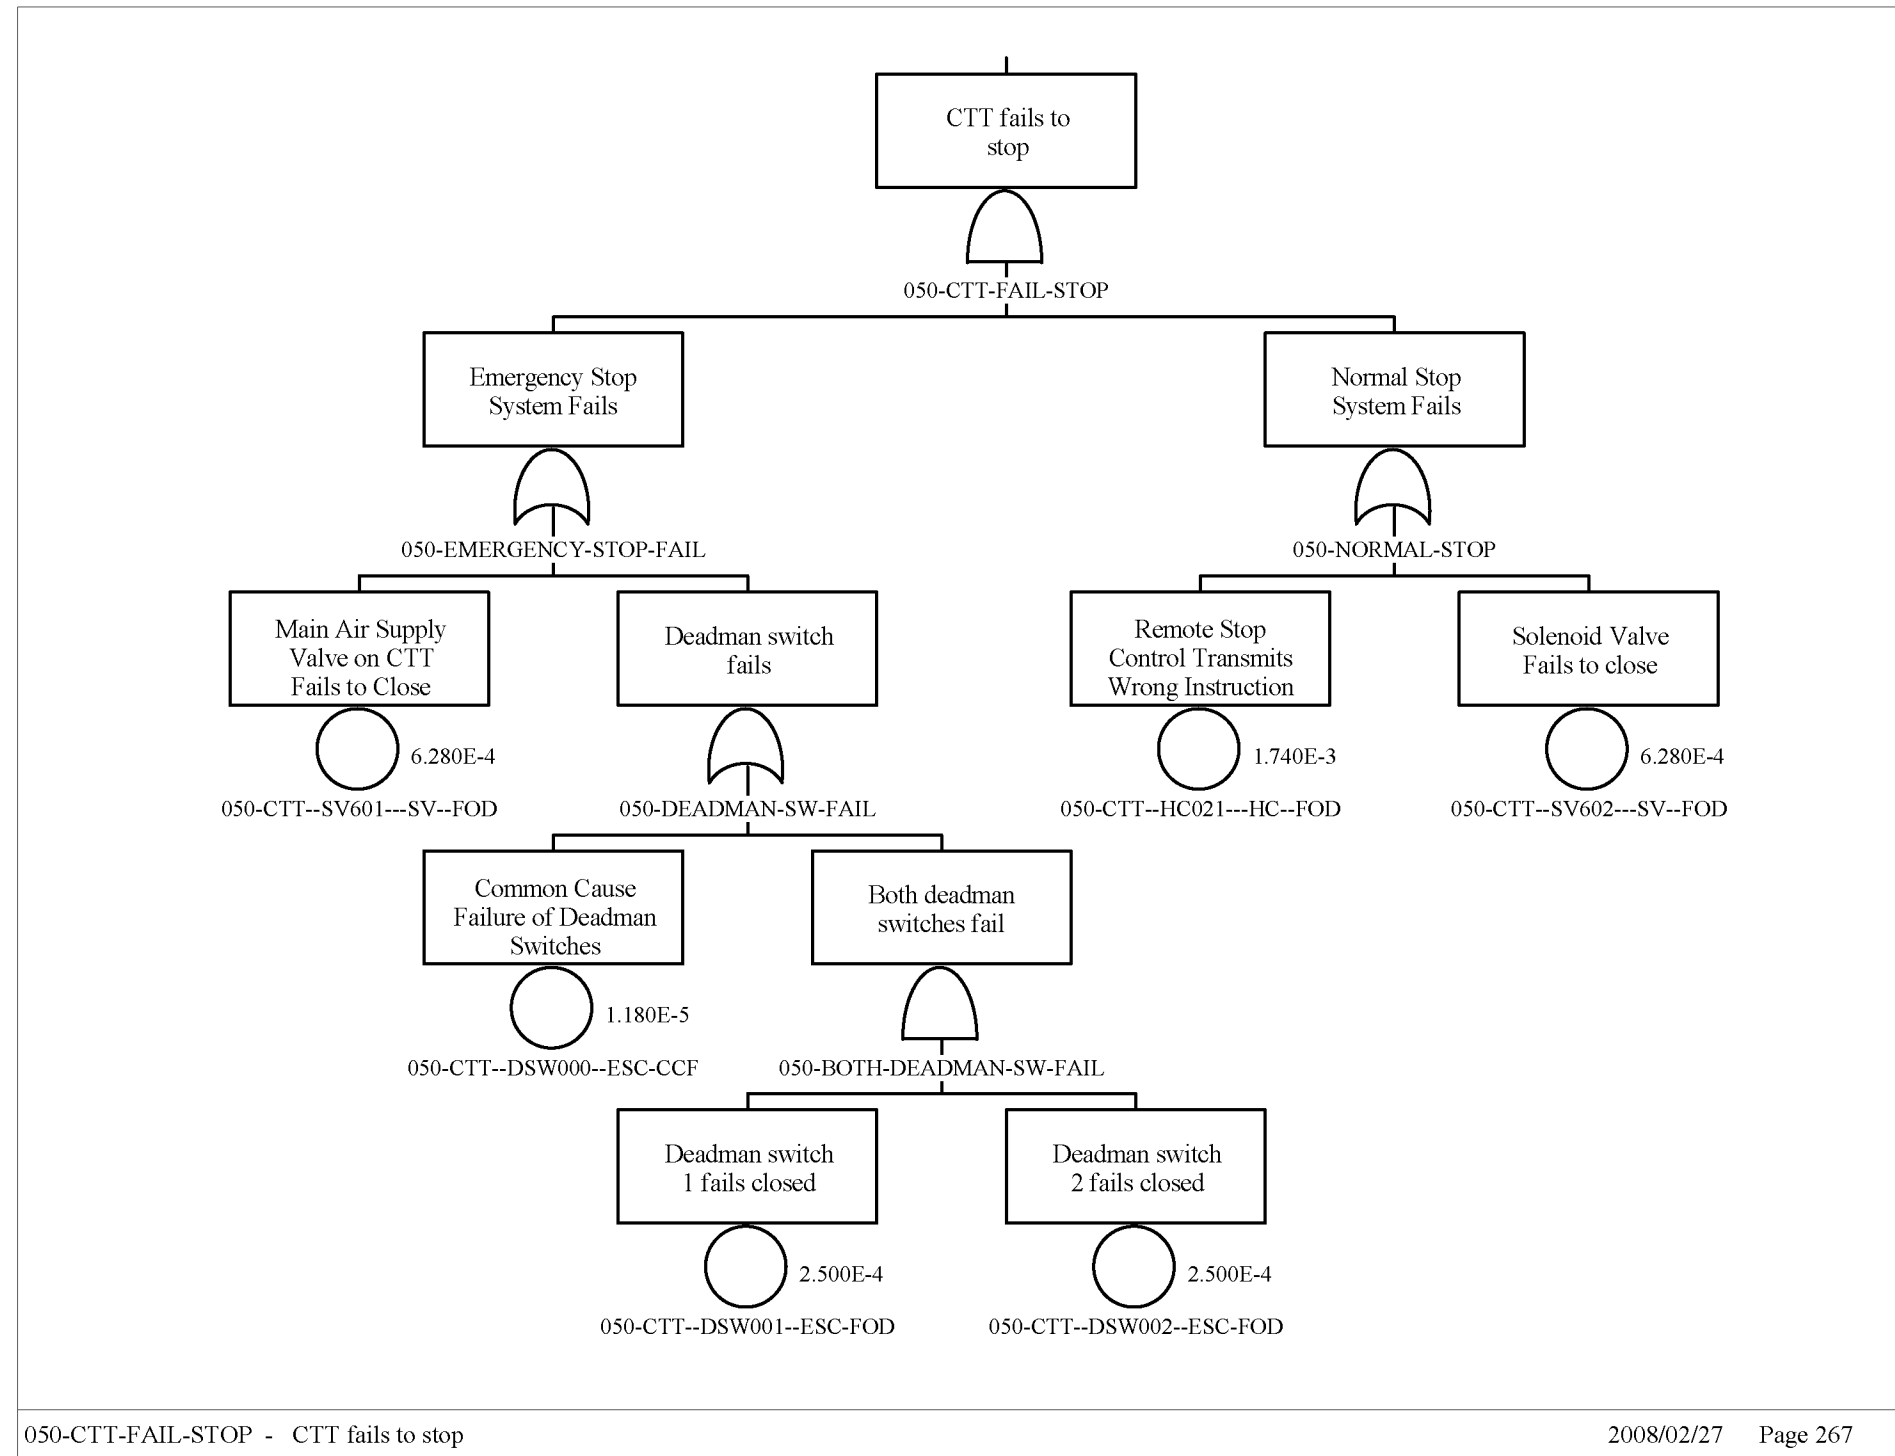 CTT fails to
stop
050-CTT-FAIL-STOP
Emergency Stop
System Fails
Normal Stop
System Fails
050-EMERGENCY-STOP-FAIL
050-NORMAL-STOP
Main Air Supply
Valve on CTT
Fails to Close
Deadman switch
fails
Remote Stop
Control Transmits
Wrong Instruction
Solenoid Valve
Fails to close
6.280E-4
1.740E-3
6.280E-4
050-CTT--SV601---SV--FOD
050-DEADMAN-SW-FAIL
050-CTT--HC021---HC--FOD
050-CTT--SV602---SV--FOD
Common Cause
Failure of Deadman
Switches
Both deadman
switches fail
1.180E-5
050-CTT--DSW000--ESC-CCF
050-BOTH-DEADMAN-SW-FAIL
Deadman switch
1 fails closed
Deadman switch
2 fails closed
2.500E-4
2.500E-4
050-CTT--DSW001--ESC-FOD
050-CTT--DSW002--ESC-FOD
050-CTT-FAIL-STOP - CTT fails to stop
2008/02/27 Page 267